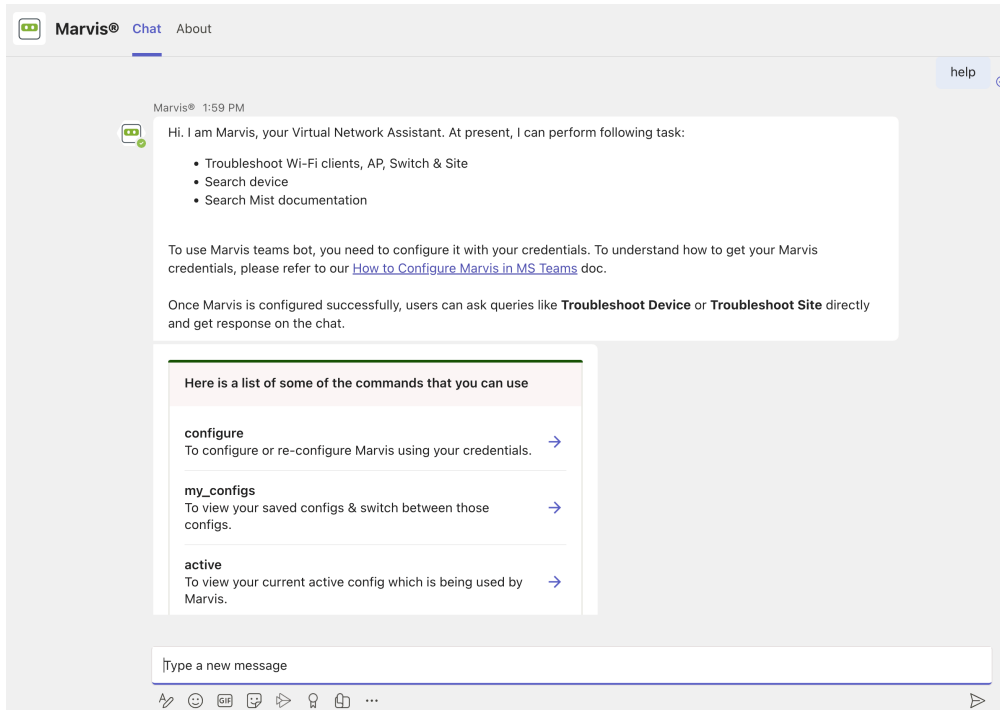 Marvis® Chat About
help
Marvis® 1:59 PM
Hi. I am Marvis, your Virtual Network Assistant. At present, I can perform following task:
• Troubleshoot Wi-Fi clients, AP, Switch & Site
• Search device
• Search Mist documentation
To use Marvis teams bot, you need to configure it with your credentials. To understand how to get your Marvis
credentials, please refer to our How to Configure Marvis in MS Teams doc.
Once Marvis is configured successfully, users can ask queries like Troubleshoot Device or Troubleshoot Site directly
and get response on the chat.
Here is a list of some of the commands that you can use
configure
To configure or re-configure Marvis using your credentials.
my_configs
To view your saved configs & switch between those
configs.
active
To view your current active config which is being used by
Marvis.
Type a new message
GIF